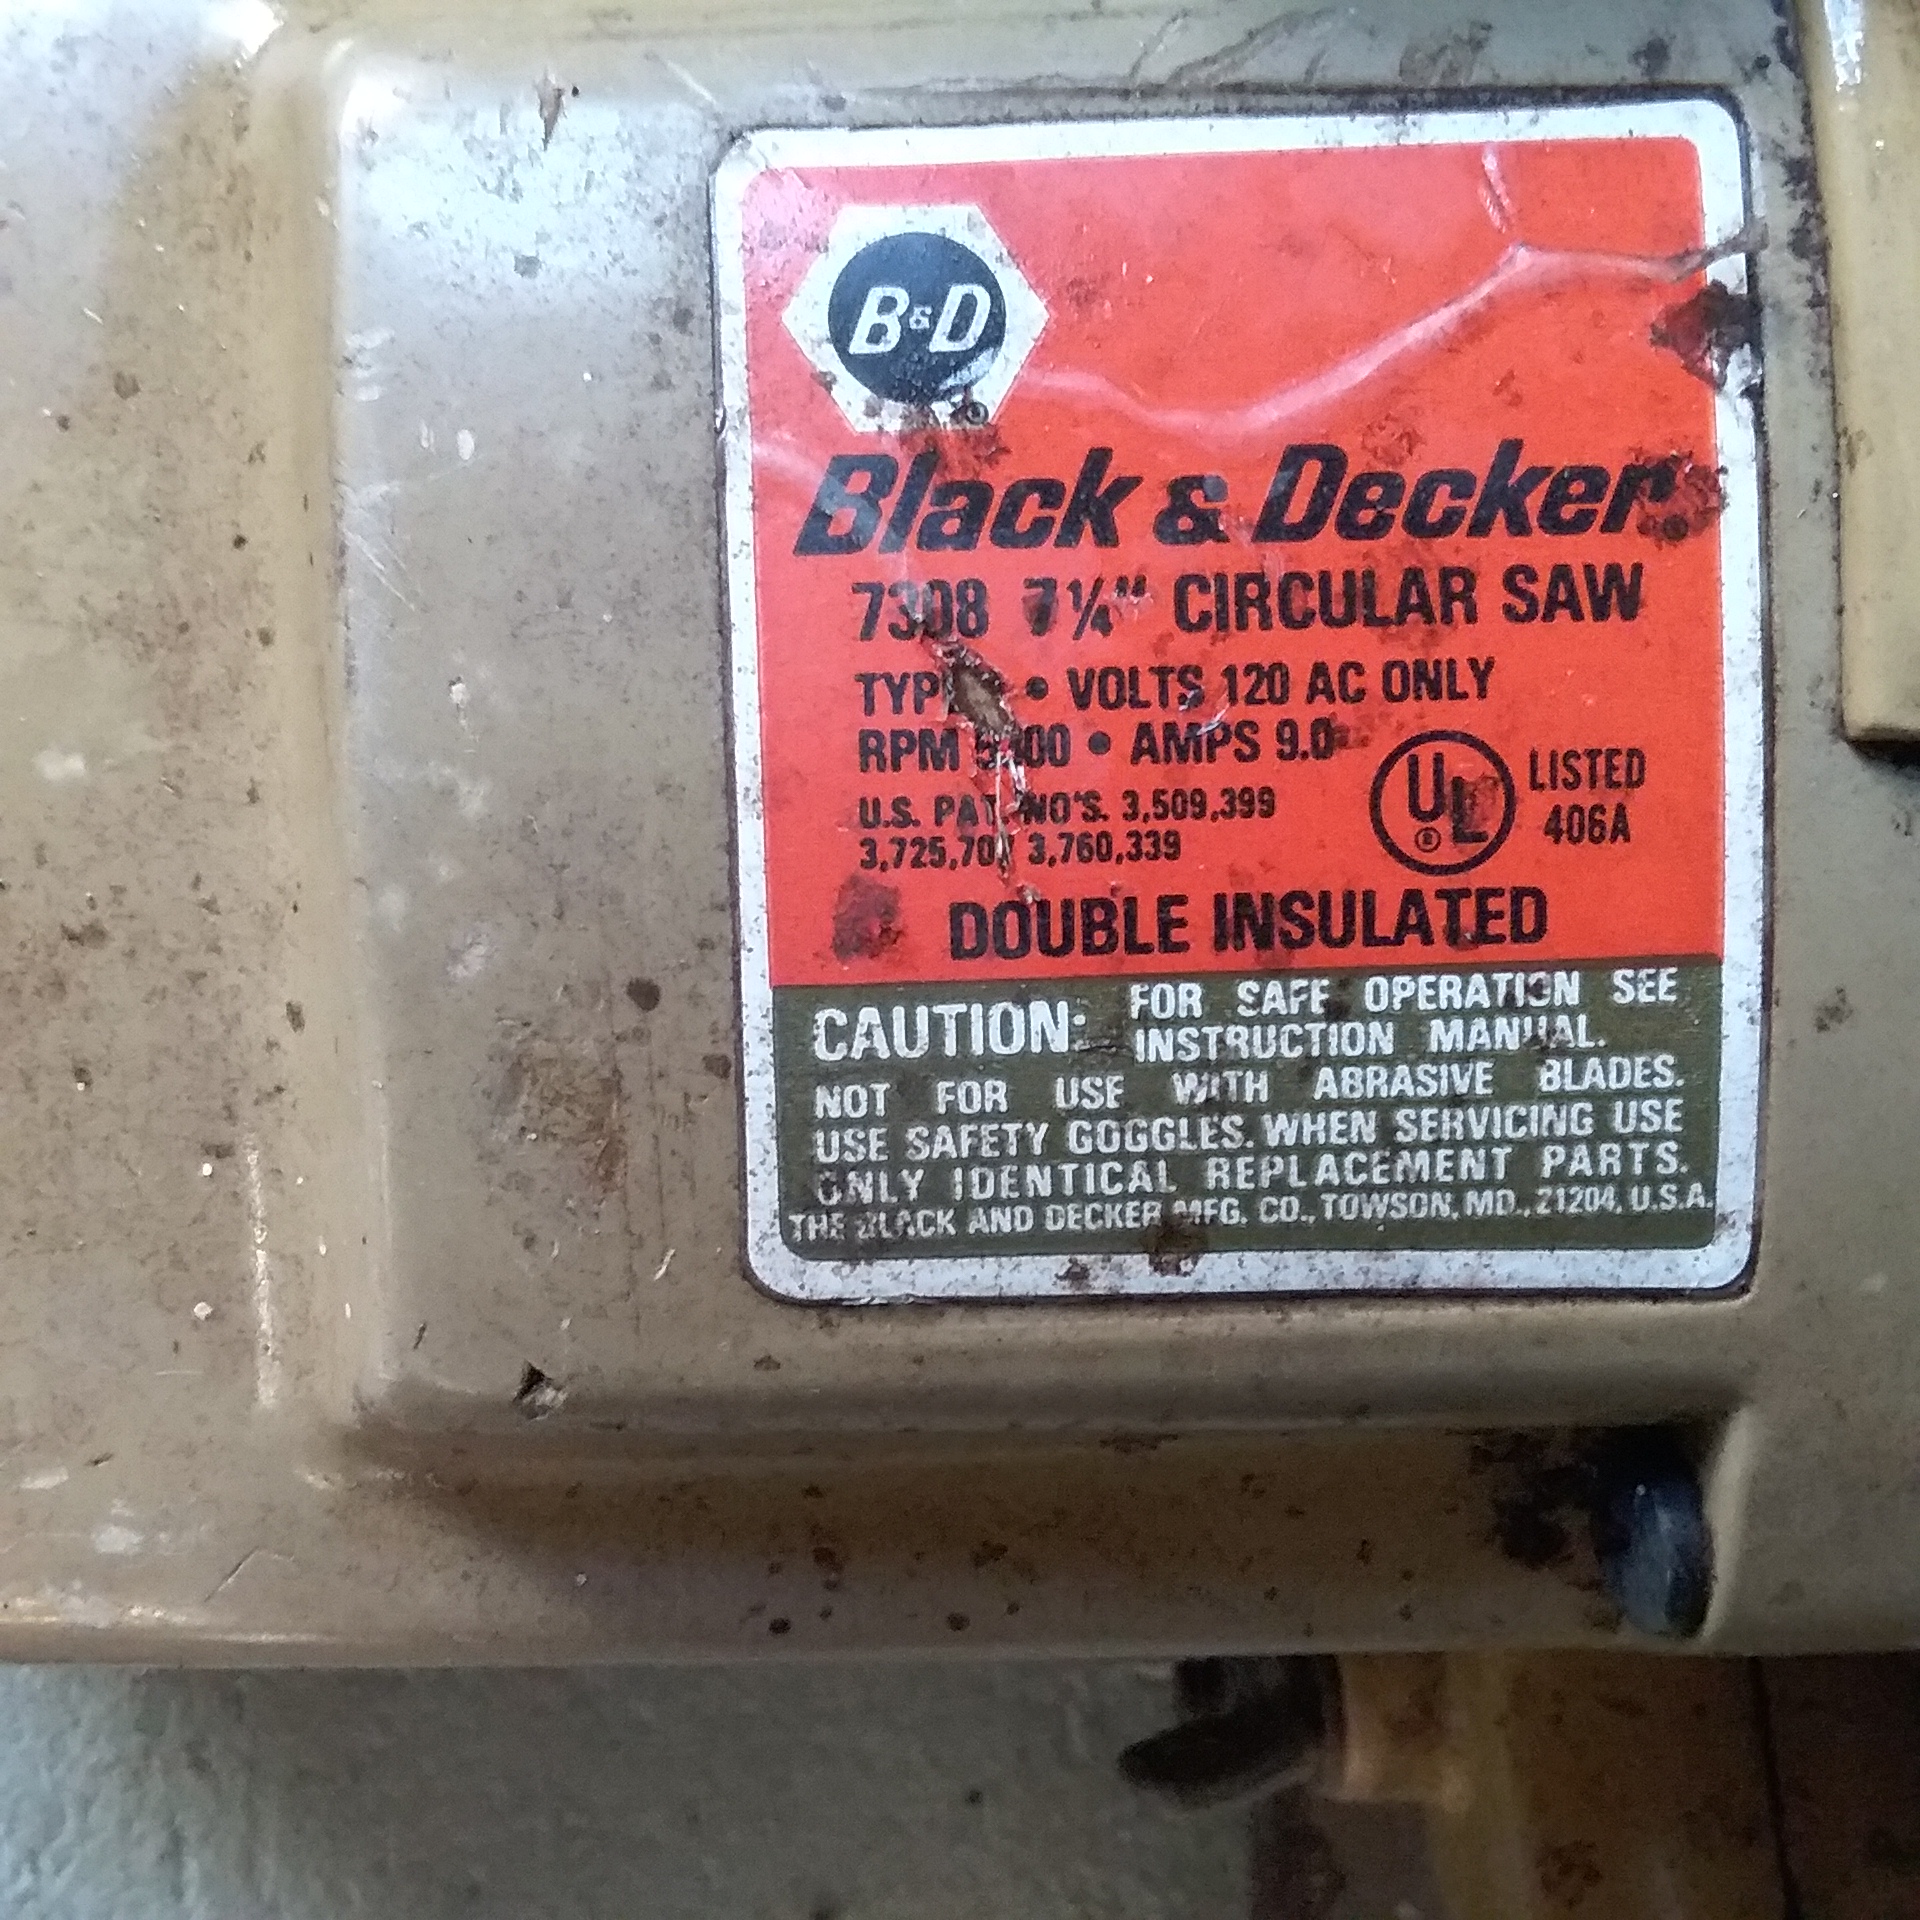 B&D
®
Black & Decker®
7308 7¼" CIRCULAR SAW
• VOLTS 120 AC ONLY
RPM • AMPS 9.0
U.S. PAT. NO'S. 3,509,399
3,760,339
UL® LISTED
406A
DOUBLE INSULATED
CAUTION: FOR SAFE OPERATION SEE
INSTRUCTION MANUAL.
NOT FOR USE WITH ABRASIVE BLADES.
USE SAFETY GOGGLES. WHEN SERVICING USE
ONLY IDENTICAL REPLACEMENT PARTS.
THE BLACK AND DECKER MFG. CO., TOWSON, MD., 21204, U.S.A.